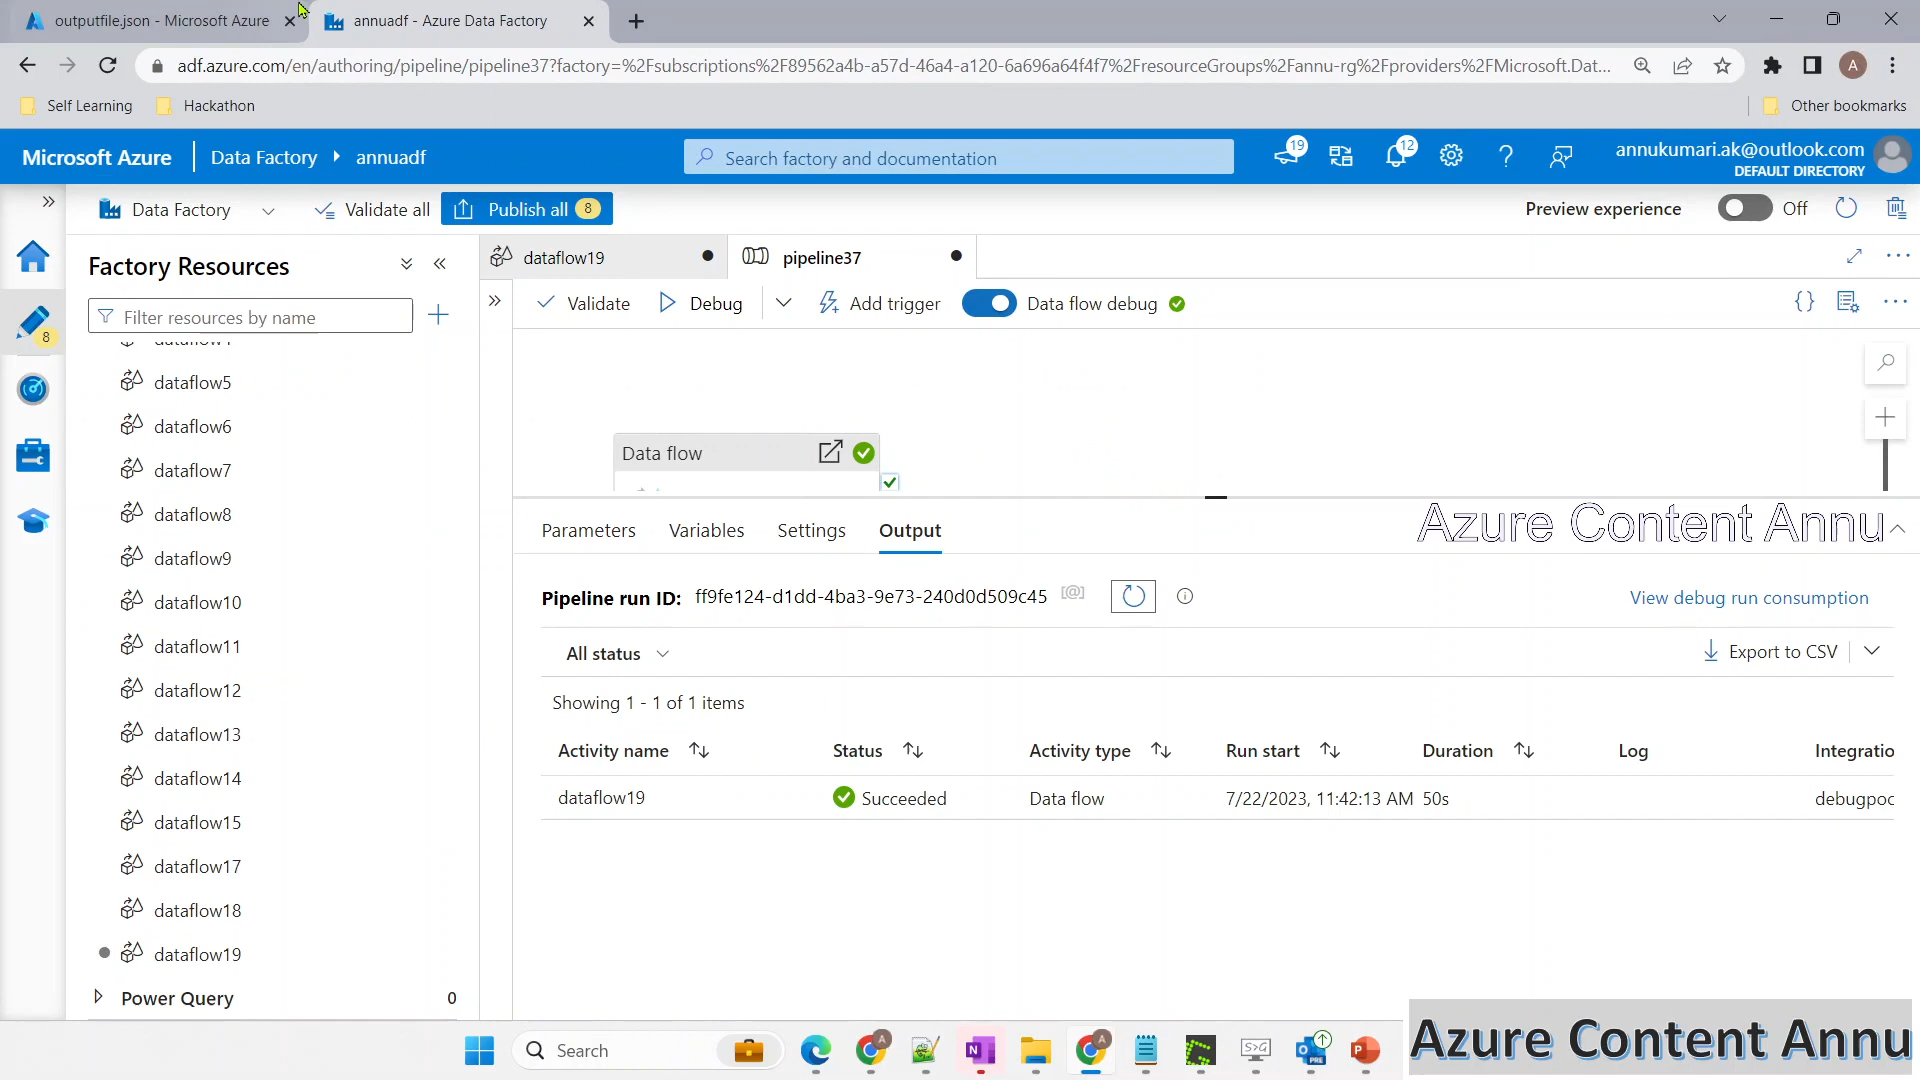 outputfile.json - Microsoft Azure
annuadf - Azure Data Factory
adf.azure.com/en/authoring/pipeline/pipeline37?factory=%2Fsubscriptions%2F89562a4b-a57d-46a4-a120-6a696a64f4f7%2FresourceGroups%2Fannu-rg%2Fproviders%2FMicrosoft.Dat...
A
Self Learning
Hackathon
Other bookmarks
Microsoft Azure
Data Factory
annuadf
Search factory and documentation
19
12
annukumari.ak@outlook.com
DEFAULT DIRECTORY
Data Factory
Validate all
Publish all 8
Preview experience
Off
8
Factory Resources
Filter resources by name
dataflow5
dataflow6
dataflow7
dataflow8
dataflow9
dataflow10
dataflow11
dataflow12
dataflow13
dataflow14
dataflow15
dataflow17
dataflow18
dataflow19
Power Query 0
dataflow19
pipeline37
Validate
Debug
Add trigger
Data flow debug
Data flow
Parameters
Variables
Settings
Output
Azure Content Annu
Pipeline run ID: ff9fe124-d1dd-4ba3-9e73-240d0d509c45
View debug run consumption
All status
Export to CSV
Showing 1 - 1 of 1 items
Activity name Status Activity type Run start Duration Log Integratio
dataflow19 Succeeded Data flow 7/22/2023, 11:42:13 AM 50s debugpoc
Search
Azure Content Annu